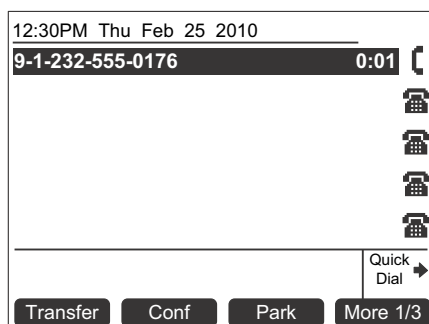 12:30PM Thu Feb 25 2010
9-1-232-555-0176 0:01
Quick
Dial
Transfer Conf Park More 1/3